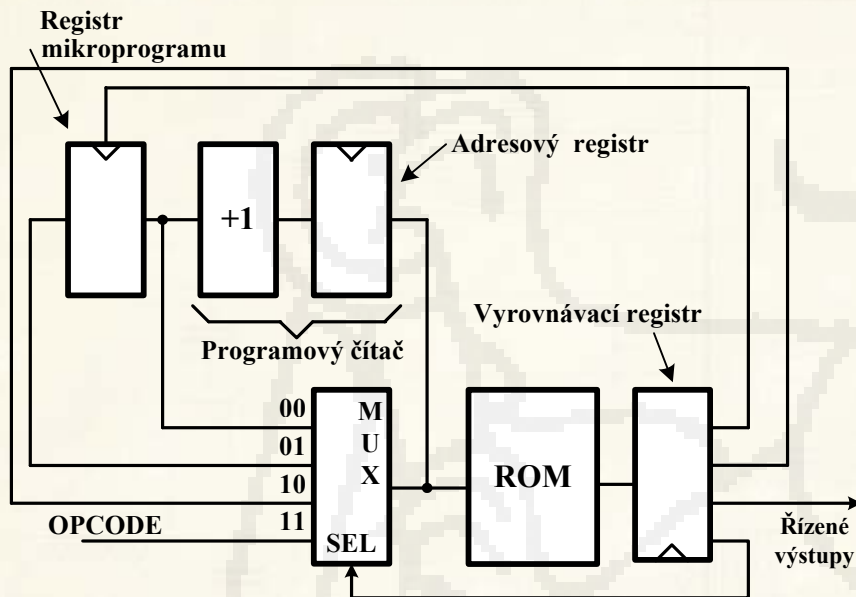 Registr
mikroprogramu
Adresový registr
+1
Programový čítač
Vyrovnávací registr
00
01
10
11
M
U
X
SEL
OPCODE
ROM
Řízené
výstupy